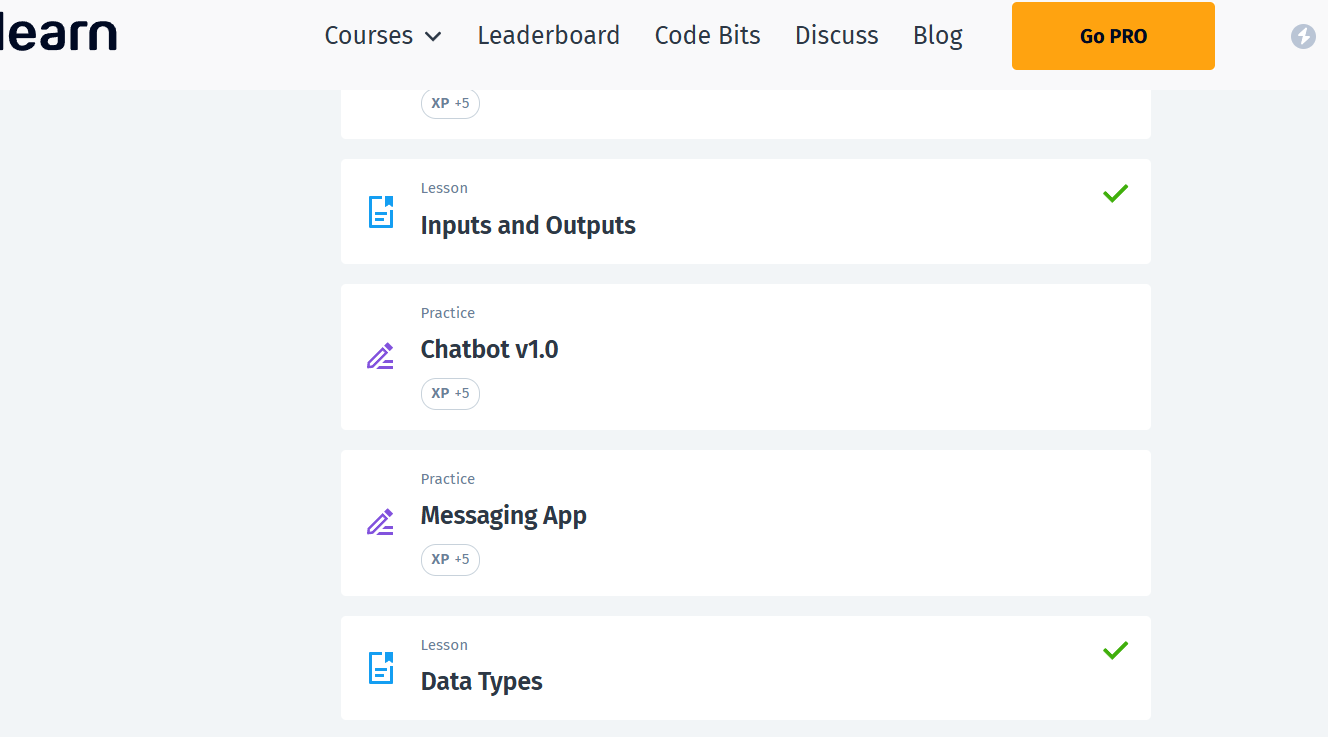 learn
Courses Leaderboard Code Bits Discuss Blog Go PRO
XP +5
Lesson
Inputs and Outputs
Practice
Chatbot v1.0
XP +5
Practice
Messaging App
XP +5
Lesson
Data Types